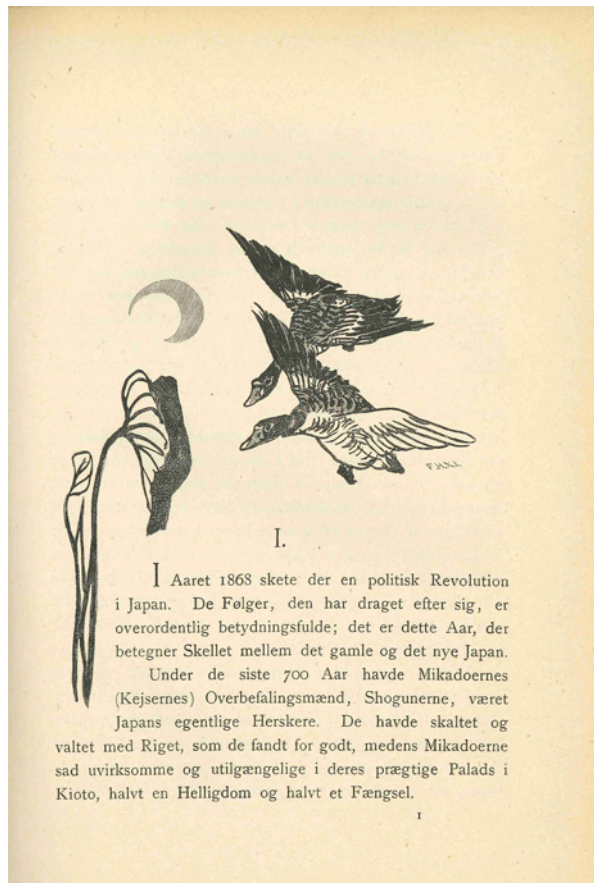 F.H.X.I.
I.
I Aaret 1868 skete der en politisk Revolution
i Japan. De Følger, den har draget efter sig, er
overordentlig betydningsfulde; det er dette Aar, der
betegner Skellet mellem det gamle og det nye Japan.
Under de siste 700 Aar havde Mikadoernes
(Kejsernes) Overbefalingsmænd, Shogunerne, været
Japans egentlige Herskere. De havde skaltet og
valtet med Riget, som de fandt for godt, medens Mikadoerne
sad uvirksomme og utilgængelige i deres prægtige Palads i
Kioto, halvt en Helligdom og halvt et Fængsel.
1